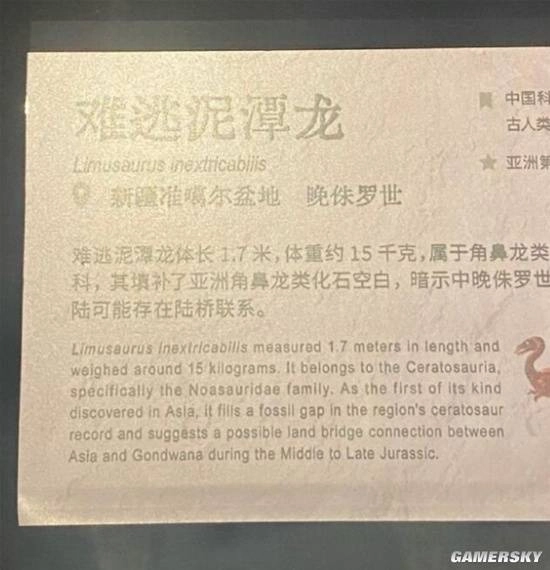 难逃泥潭龙
Limusaurus inextricabilis
新疆准噶尔盆地 晚侏罗世
中国科
古人类
亚洲第
难逃泥潭龙体长 1.7 米，体重约 15 千克，属于角鼻龙类
科，其填补了亚洲角鼻龙类化石空白，暗示中晚侏罗世
陆可能存在陆桥联系。
Limusaurus inextricabilis measured 1.7 meters in length and
weighed around 15 kilograms. It belongs to the Ceratosauria,
specifically the Noasauridae family. As the first of its kind
discovered in Asia, it fills a fossil gap in the region's ceratosaur
record and suggests a possible land bridge connection between
Asia and Gondwana during the Middle to Late Jurassic.
GAMERSKY